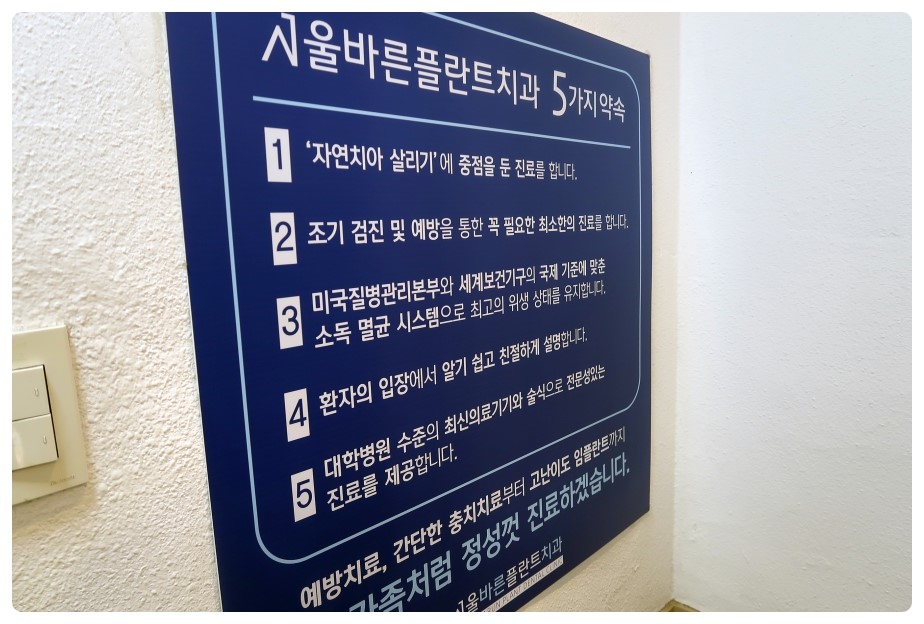 서울바른플란트치과 5가지 약속
1 '자연치아 살리기'에 중점을 둔 진료를 합니다.
2 조기 검진 및 예방을 통한 꼭 필요한 최소한의 진료를 합니다.
3 미국질병관리본부와 세계보건기구의 국제 기준에 맞춘
소독 멸균 시스템으로 최고의 위생 상태를 유지합니다.
4 환자의 입장에서 알기 쉽고 친절하게 설명합니다.
5 대학병원 수준의 최신의료기기와 술식으로 전문성있는
진료를 제공합니다.
예방치료, 간단한 충치치료부터 고난이도 임플란트까지
가족처럼 정성껏 진료하겠습니다.
서울바른플란트치과